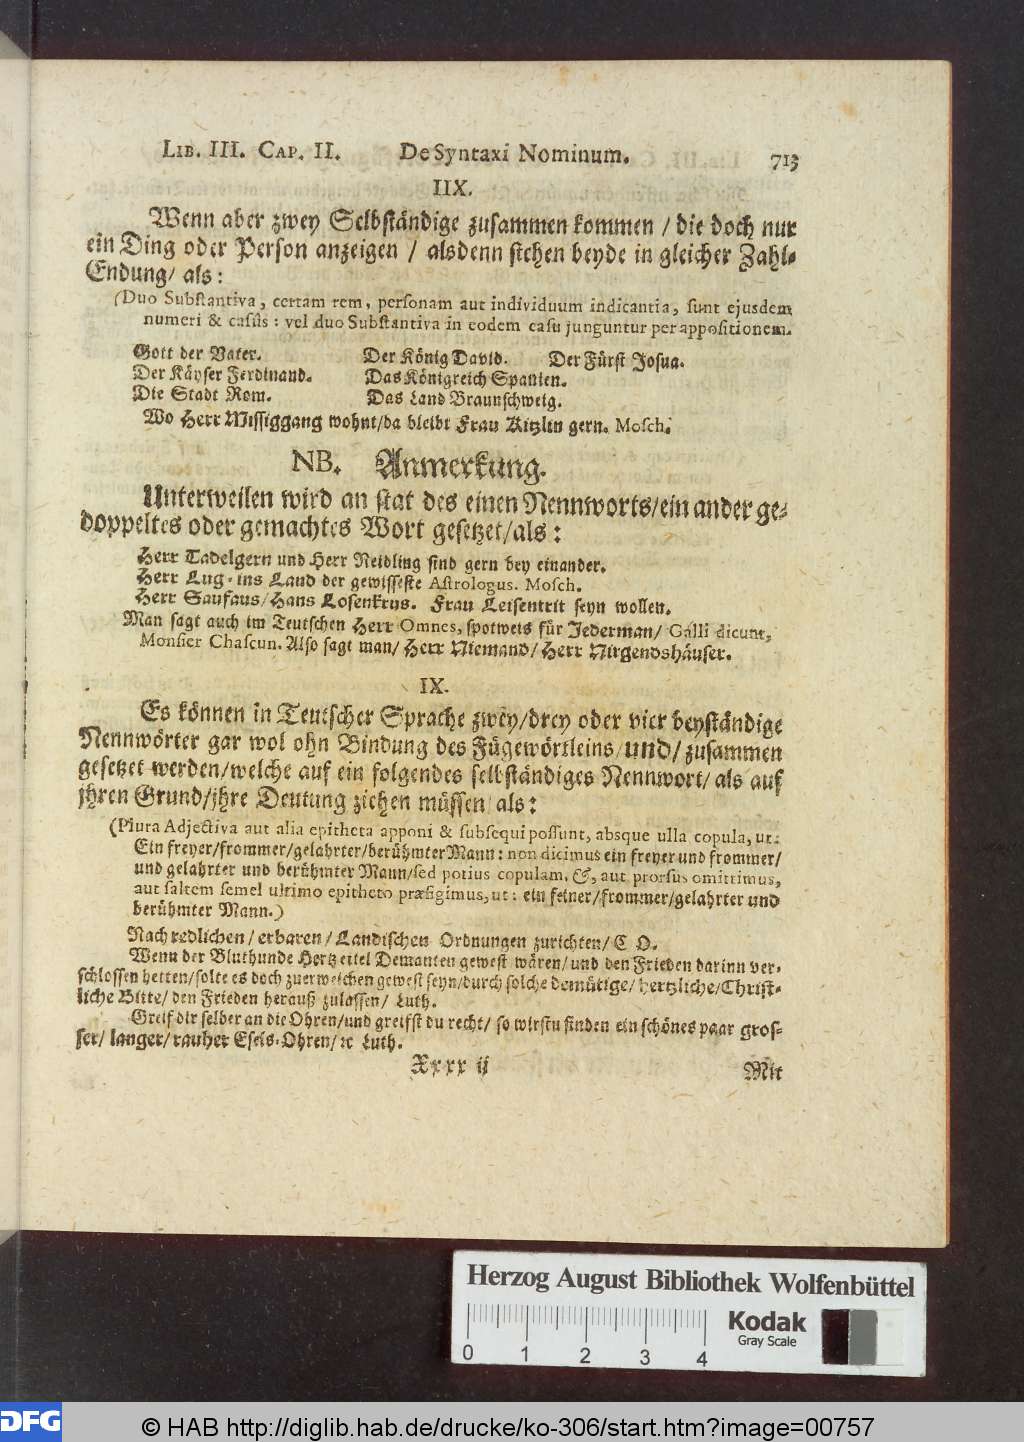 LIB. III. CAP. II. De Syntaxi Nominum. 713
IIX.
Wenn aber zwey Selbständige zusammen kommen / die doch nur
ein Ding oder Person anzeigen / alsdenn stehen beyde in gleicher Zahl-
Endung/ als:
(Duo Substantiva, certam rem, personam aut individuum indicantia, sunt ejusdem
numeri & casûs: vel duo Substantiva in eodem casu junguntur per appositionem.
Gott der Vater. Der König David. Der Fürst Josua.
Der Käyser Ferdinand. Das Königreich Spanien.
Die Stadt Rom. Das Land Braunschweig.
Wo Herr Missiggang wohnt/da bleibt Frau Kitzlin gern. Mosch.
NB. Anmerkung.
Unterweilen wird an stat des einen Nennworts/ein ander ge-
doppeltes oder gemachtes Wort gesetzet/als:
Herr Tadelgern und Herr Neidling sind gern bey einander.
Herr Lug-ins Land der gewisseste Astrologus. Mosch.
Herr Saufaus/Hans Losenkrus. Frau Leisentrit seyn wollen.
Man sagt auch im Teutschen Herr Omnes, spotweis für Jederman/ Galli dicunt,
Monsier Chascun. Also sagt man/ Herr Niemand/ Herr Nirgendshäuser.
IX.
Es können in Teutscher Sprache zwey/drey oder vier beyständige
Nennwörter gar wol ohn Bindung des Fügewörtleins/und/ zusammen
gesetzet werden/welche auf ein folgendes selbständiges Nennwort/ als auf
jhren Grund/jhre Deutung ziehen müssen/als:
(Plura Adjectiva aut alia epitheta apponi & subsequi possunt, absque ulla copula, ut:
Ein freyer/frommer/gelahrter/berühmter Mann: non dicimus ein freyer und frommer/
und gelahrter und berühmter Mann/sed potius copulam, &, aut prorsus omittimus,
aut saltem semel ultimo epitheto præfigimus, ut: ein feiner/frommer/gelahrter und
berühmter Mann.)
Nach redlichen/ erbaren/ Landischen Ordnungen zurichten/ C O.
Wenn der Bluthunde Hertz eitel Demanten gewest wären/und den Frieden darinn ver-
schlossen hetten/solte es doch zuerweichen gewest seyn/durch solche demütige/ hertzliche/Christ-
liche Bitte/ den Frieden herauß zulassen/ Luth.
Greif dir selber an die Ohren/und greifst du recht/ so wirstu finden ein schönes paar gros-
ser/ langer/ rauher Esels-Ohren/ꝛc Luth.
Xxxx ij Mit
Herzog August Bibliothek Wolfenbüttel
Kodak
Gray Scale
0 1 2 3 4
DFG © HAB http://diglib.hab.de/drucke/ko-306/start.htm?image=00757